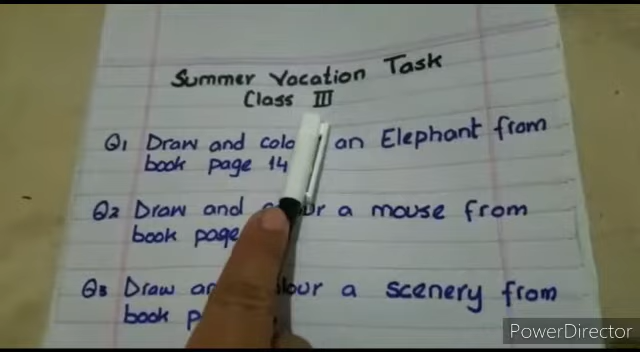 Summer Vacation Task
Class III
Q1 Draw and colo an Elephant from
book page 14
Q2 Draw and ur a mouse from
book page
Q3 Draw an lour a scenery from
book p
PowerDirector